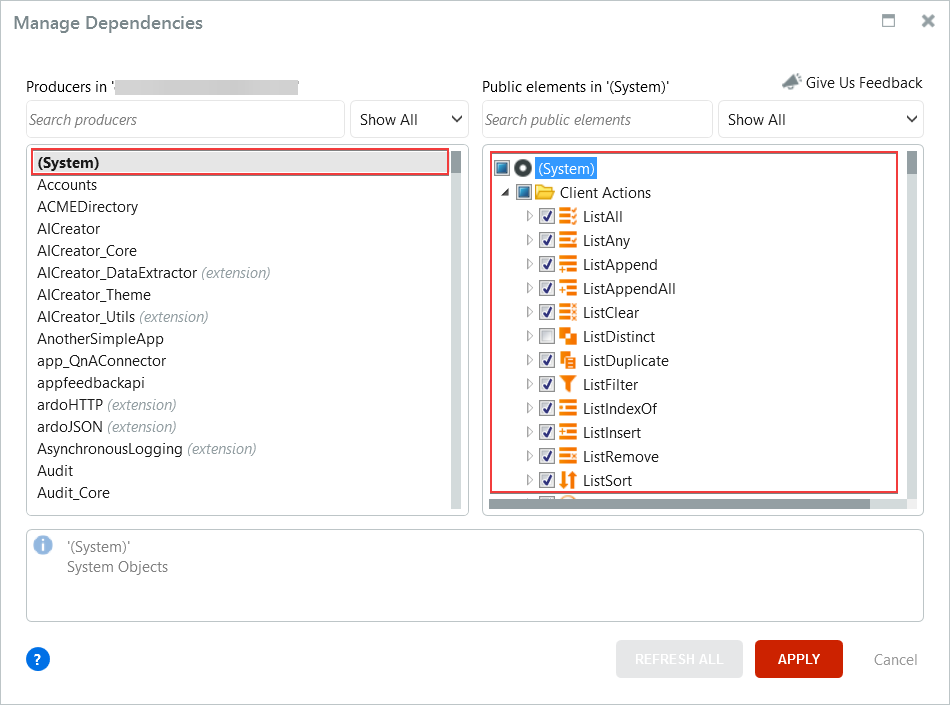 Manage Dependencies
Producers in ' '
Public elements in '(System)'
Give Us Feedback
Search producers
Show All
Search public elements
Show All
(System)
Accounts
ACMEDirectory
AICreator
AICreator_Core
AICreator_DataExtractor (extension)
AICreator_Theme
AICreator_Utils (extension)
AnotherSimpleApp
app_QnAConnector
appfeedbackapi
ardoHTTP (extension)
ardoJSON (extension)
AsynchronousLogging (extension)
Audit
Audit_Core
(System)
Client Actions
ListAll
ListAny
ListAppend
ListAppendAll
ListClear
ListDistinct
ListDuplicate
ListFilter
ListIndexOf
ListInsert
ListRemove
ListSort
'(System)'
System Objects
?
REFRESH ALL
APPLY
Cancel